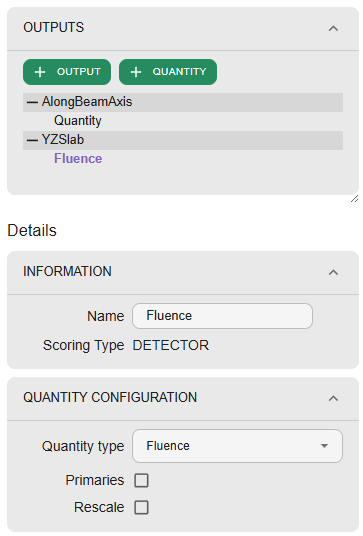 OUTPUTS
+ OUTPUT + QUANTITY
— AlongBeamAxis
Quantity
— YZSlab
Fluence
Details
INFORMATION
Name Fluence
Scoring Type DETECTOR
QUANTITY CONFIGURATION
Quantity type Fluence
Primaries
Rescale